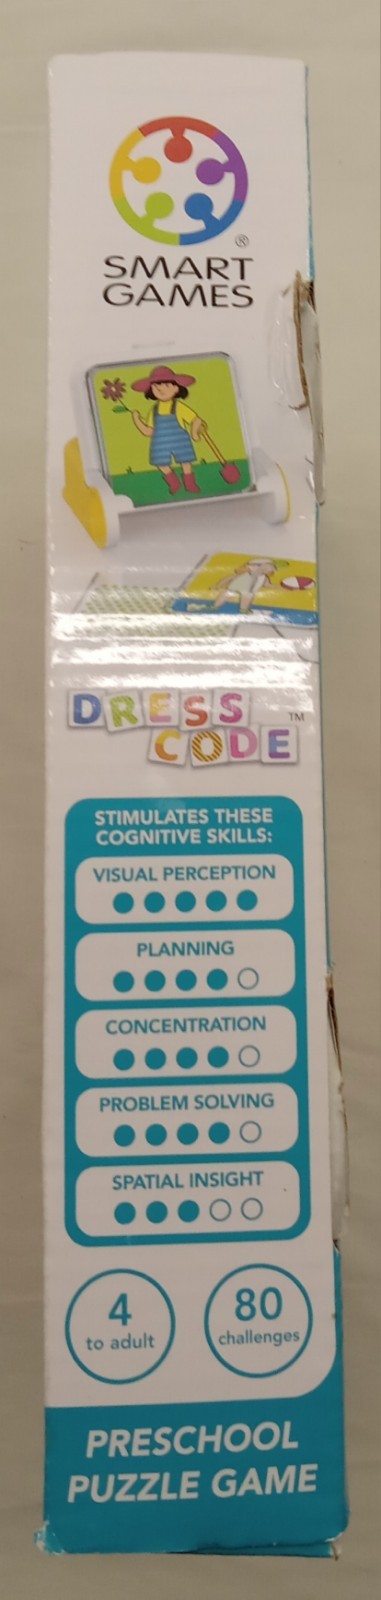 ®
SMART
GAMES
DRESS
CODE™
STIMULATES THESE
COGNITIVE SKILLS:
VISUAL PERCEPTION
PLANNING
CONCENTRATION
PROBLEM SOLVING
SPATIAL INSIGHT
4
to adult
80
challenges
PRESCHOOL
PUZZLE GAME